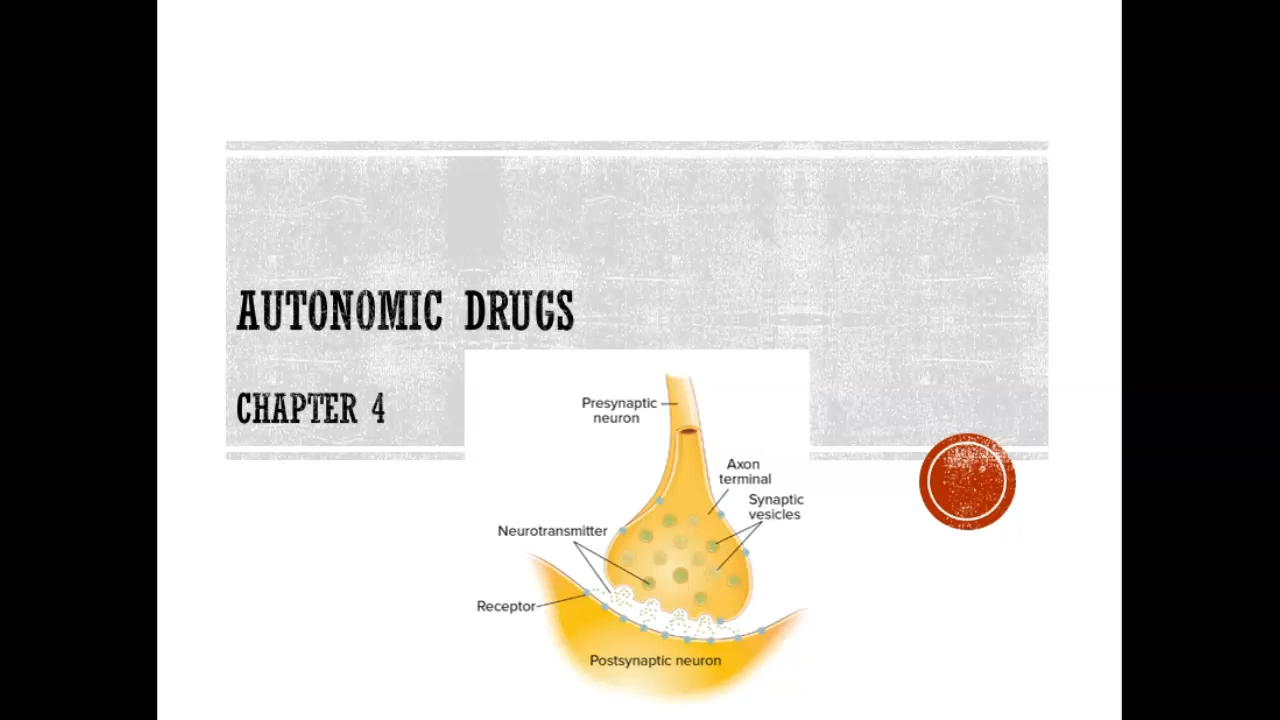 AUTONOMIC DRUGS
CHAPTER 4
Presynaptic
neuron
Axon
terminal
Synaptic
vesicles
Neurotransmitter
Receptor
Postsynaptic neuron